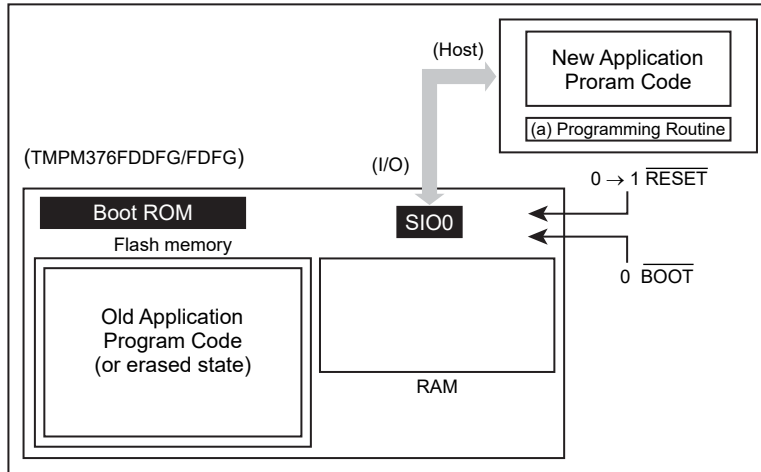 (Host)
New Application
Proram Code
(a) Programming Routine
(TMPM376FDDFG/FDFG)
(I/O)
0 → 1 RESET
Boot ROM
SIO0
Flash memory
0 BOOT
Old Application
Program Code
(or erased state)
RAM